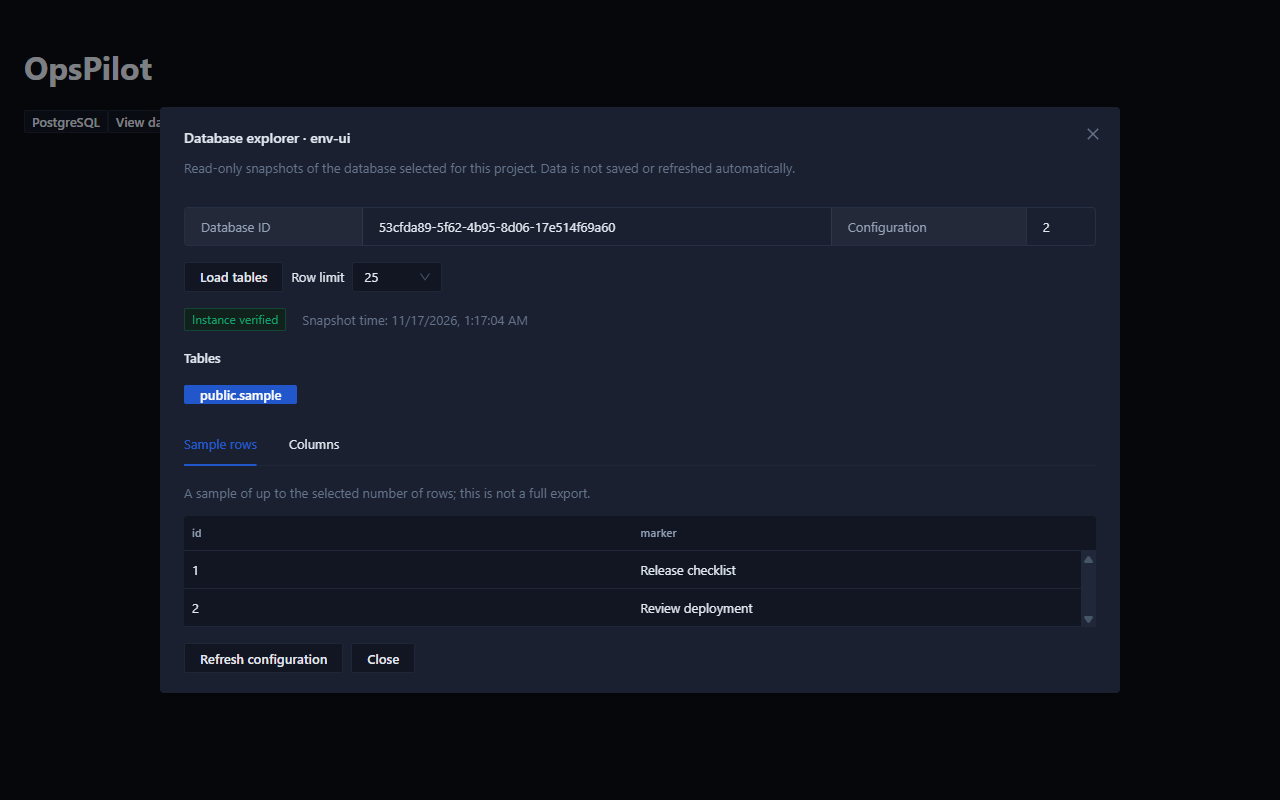 OpsPilot
PostgreSQL View da
Database explorer · env-ui
Read-only snapshots of the database selected for this project. Data is not saved or refreshed automatically.
Database ID 53cfda89-5f62-4b95-8d06-17e514f69a60 Configuration 2
Load tables Row limit 25
Instance verified Snapshot time: 11/17/2026, 1:17:04 AM
Tables
public.sample
Sample rows Columns
A sample of up to the selected number of rows; this is not a full export.
id marker
1 Release checklist
2 Review deployment
Refresh configuration Close